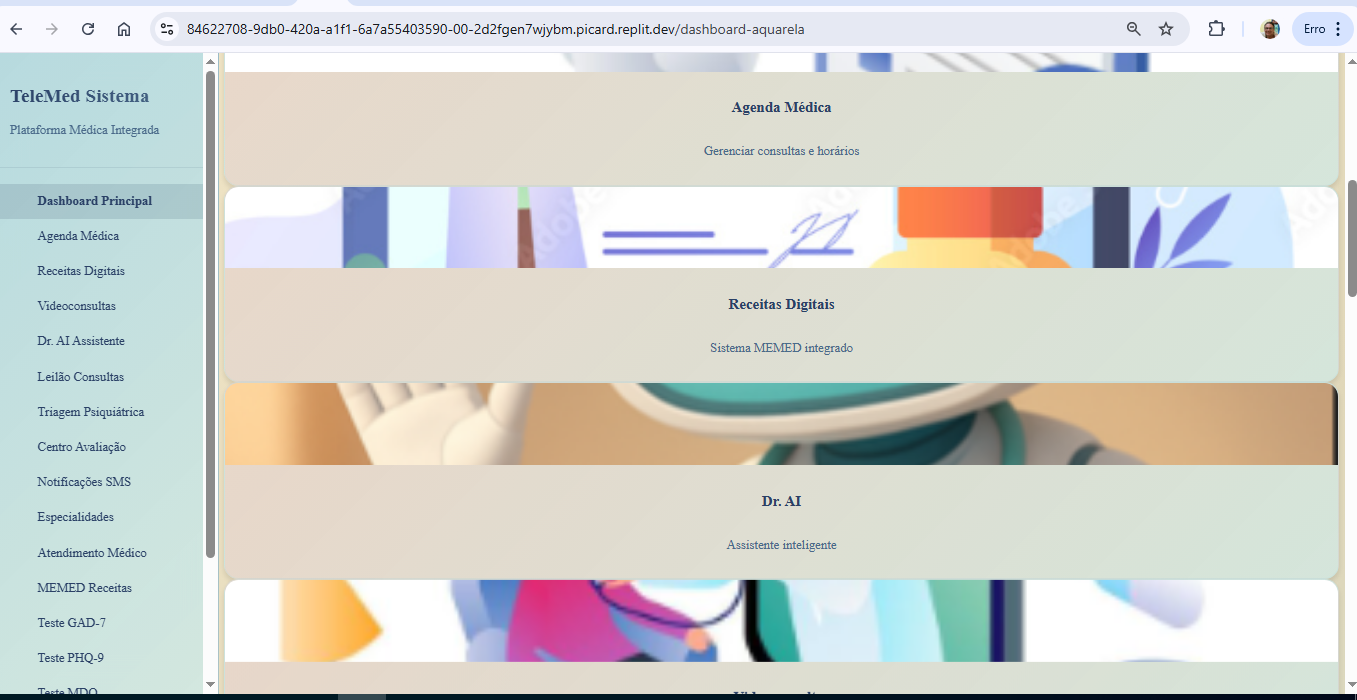 84622708-9db0-420a-a1f1-6a7a55403590-00-2d2fgen7wjybm.picard.replit.dev/dashboard-aquarela
Erro
TeleMed Sistema
Plataforma Médica Integrada
Dashboard Principal
Agenda Médica
Receitas Digitais
Videoconsultas
Dr. AI Assistente
Leilão Consultas
Triagem Psiquiátrica
Centro Avaliação
Notificações SMS
Especialidades
Atendimento Médico
MEMED Receitas
Teste GAD-7
Teste PHQ-9
Teste MDQ
Agenda Médica
Gerenciar consultas e horários
Adobe
Adobe
Receitas Digitais
Sistema MEMED integrado
Dr. AI
Assistente inteligente